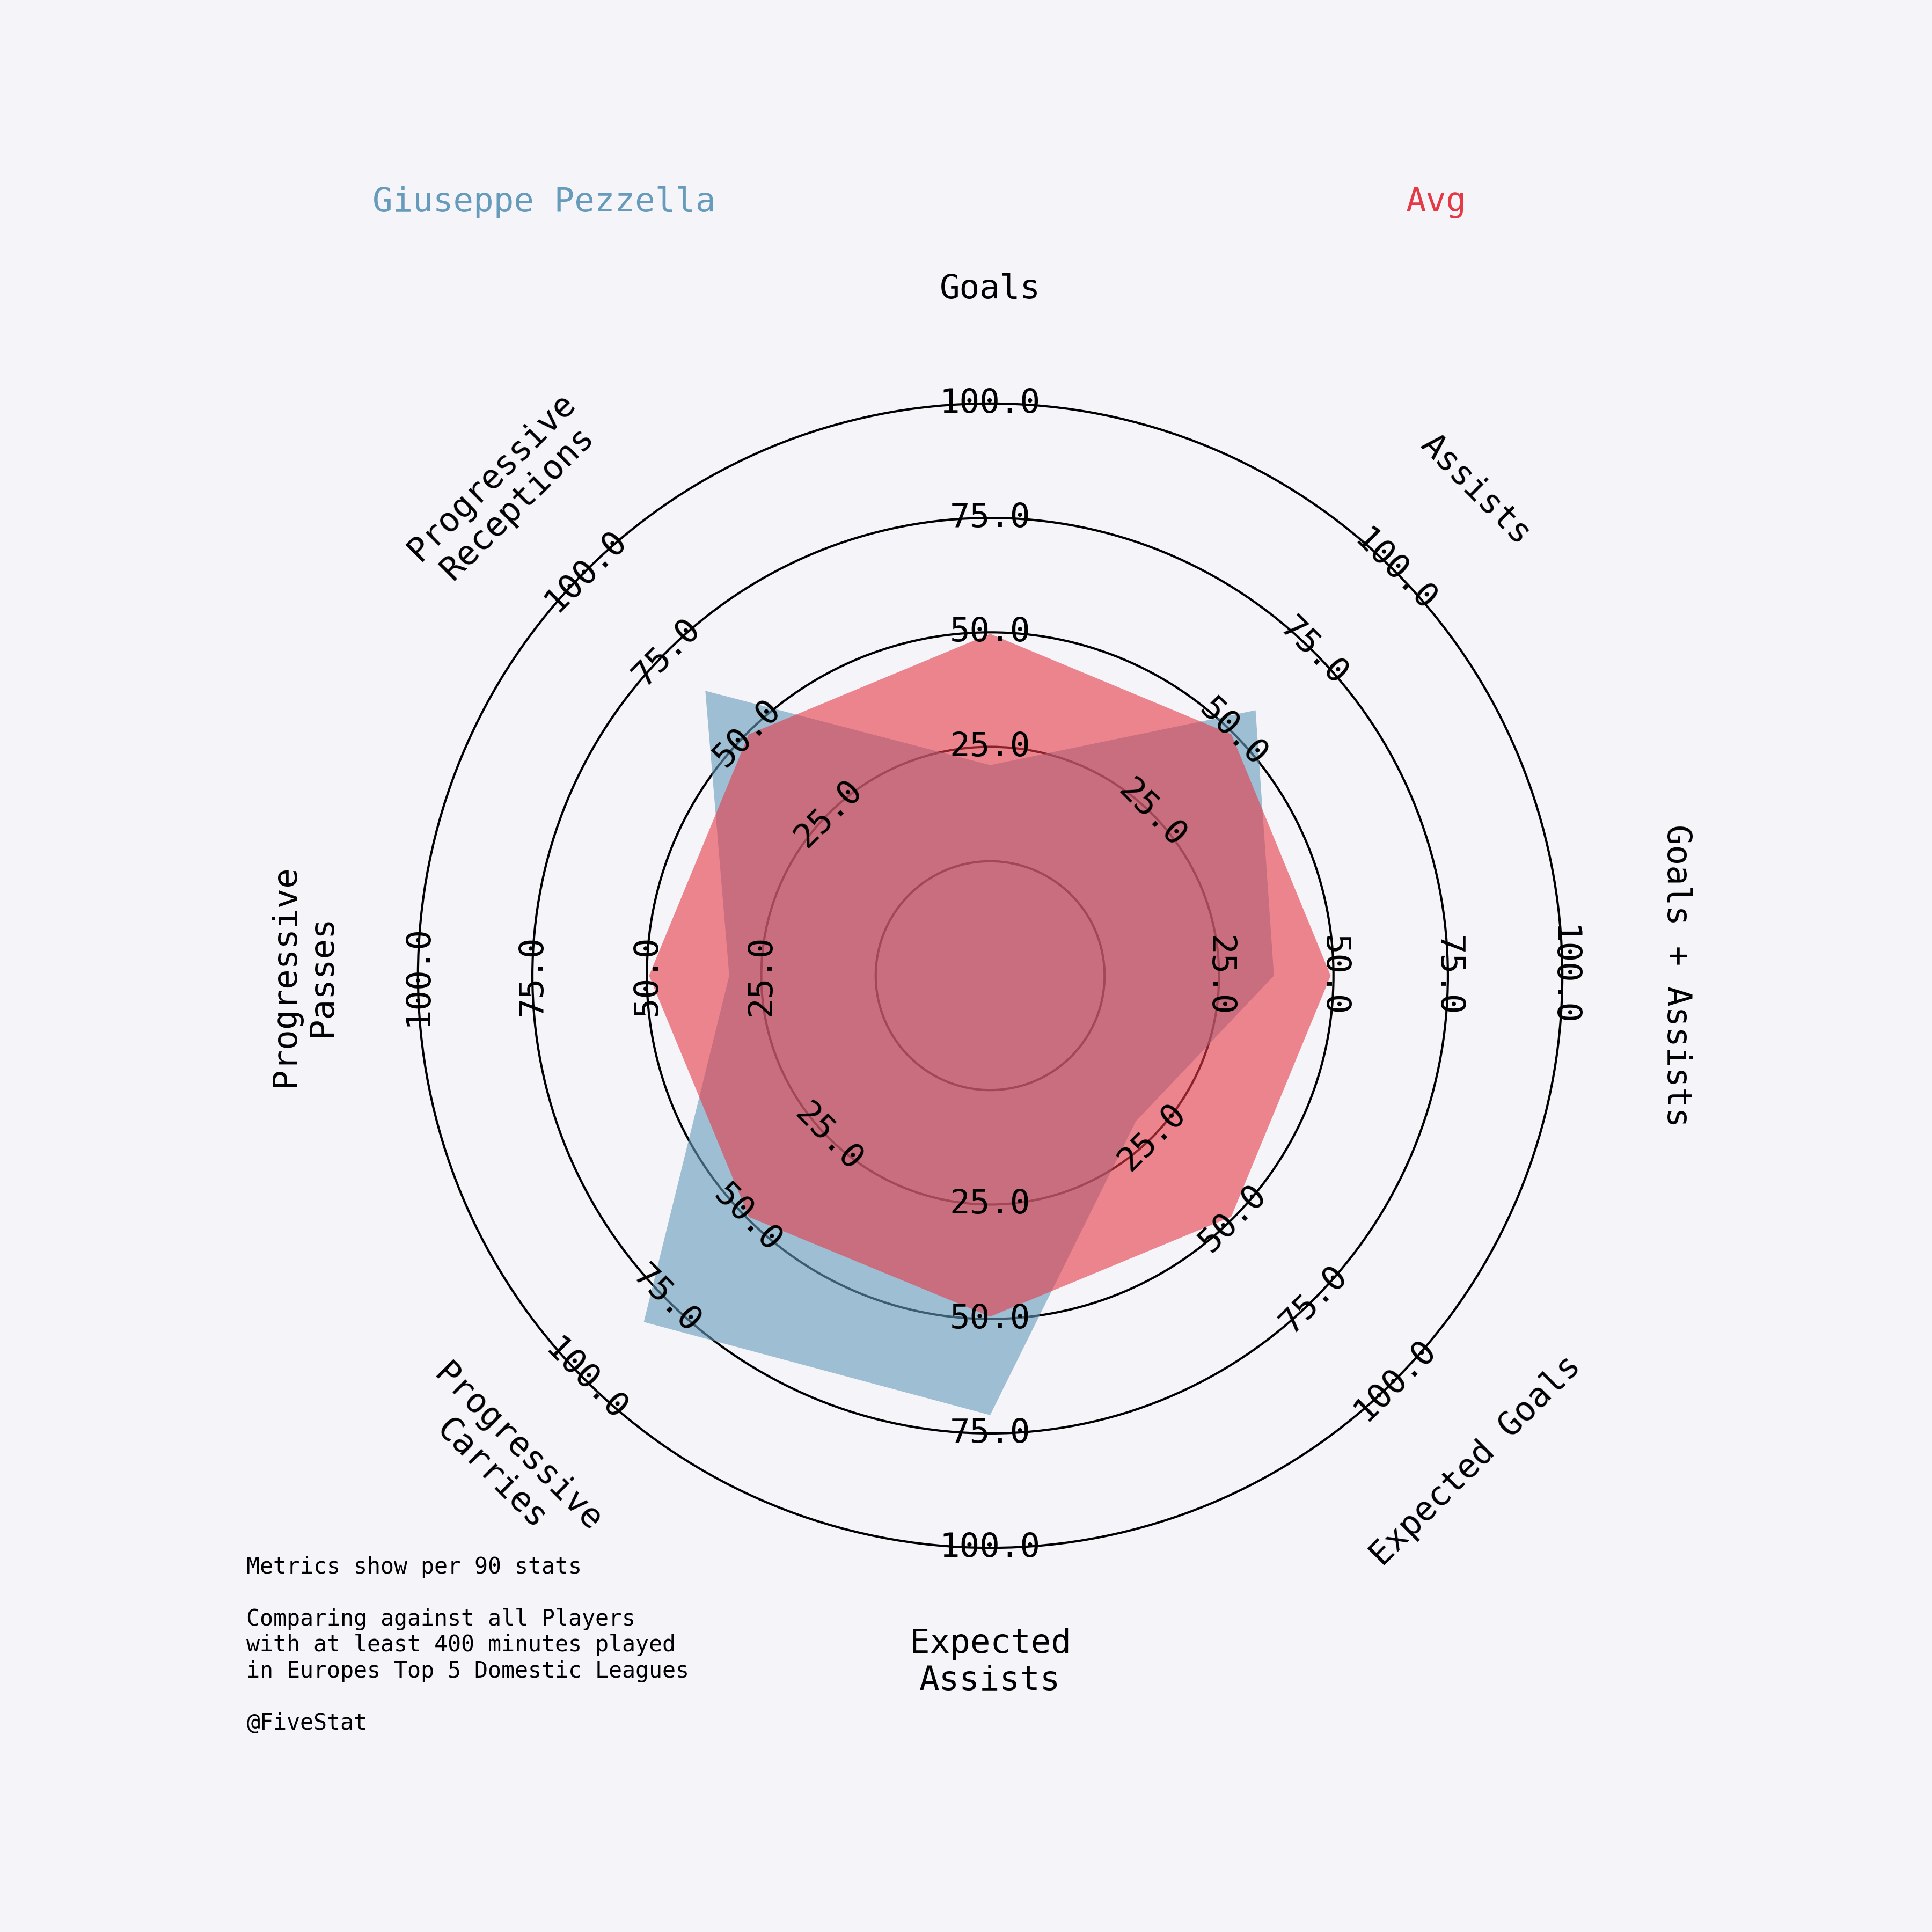 Giuseppe Pezzella
Avg
Goals
Assists
Goals + Assists
Expected Goals
Expected
Assists
Progressive
Carries
Progressive
Passes
Progressive
Receptions
25.0
50.0
75.0
100.0
25.0
50.0
75.0
100.0
25.0
50.0
75.0
100.0
25.0
50.0
75.0
100.0
25.0
50.0
75.0
100.0
25.0
50.0
75.0
100.0
25.0
50.0
75.0
100.0
25.0
50.0
75.0
100.0
Metrics show per 90 stats
Comparing against all Players
with at least 400 minutes played
in Europes Top 5 Domestic Leagues
@FiveStat